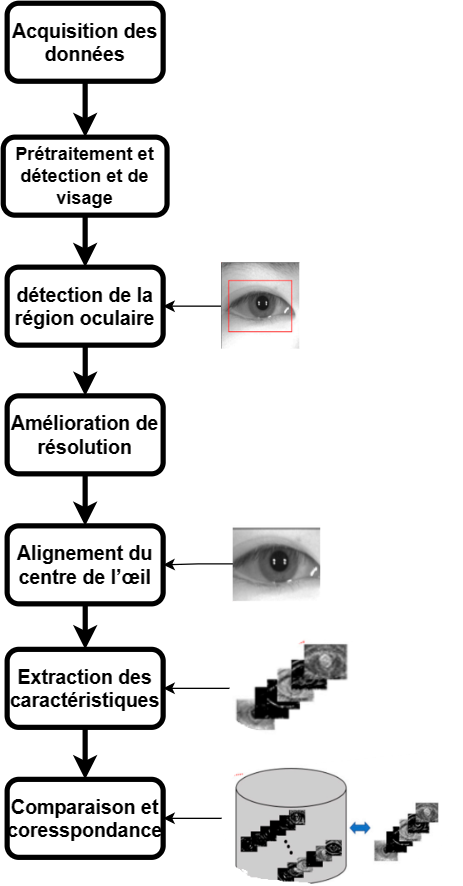 Acquisition des
données
Prétraitement et
détection et de
visage
détection de la
région oculaire
Amélioration de
résolution
Alignement du
centre de l'œil
Extraction des
caractéristiques
Comparaison et
coresspondance